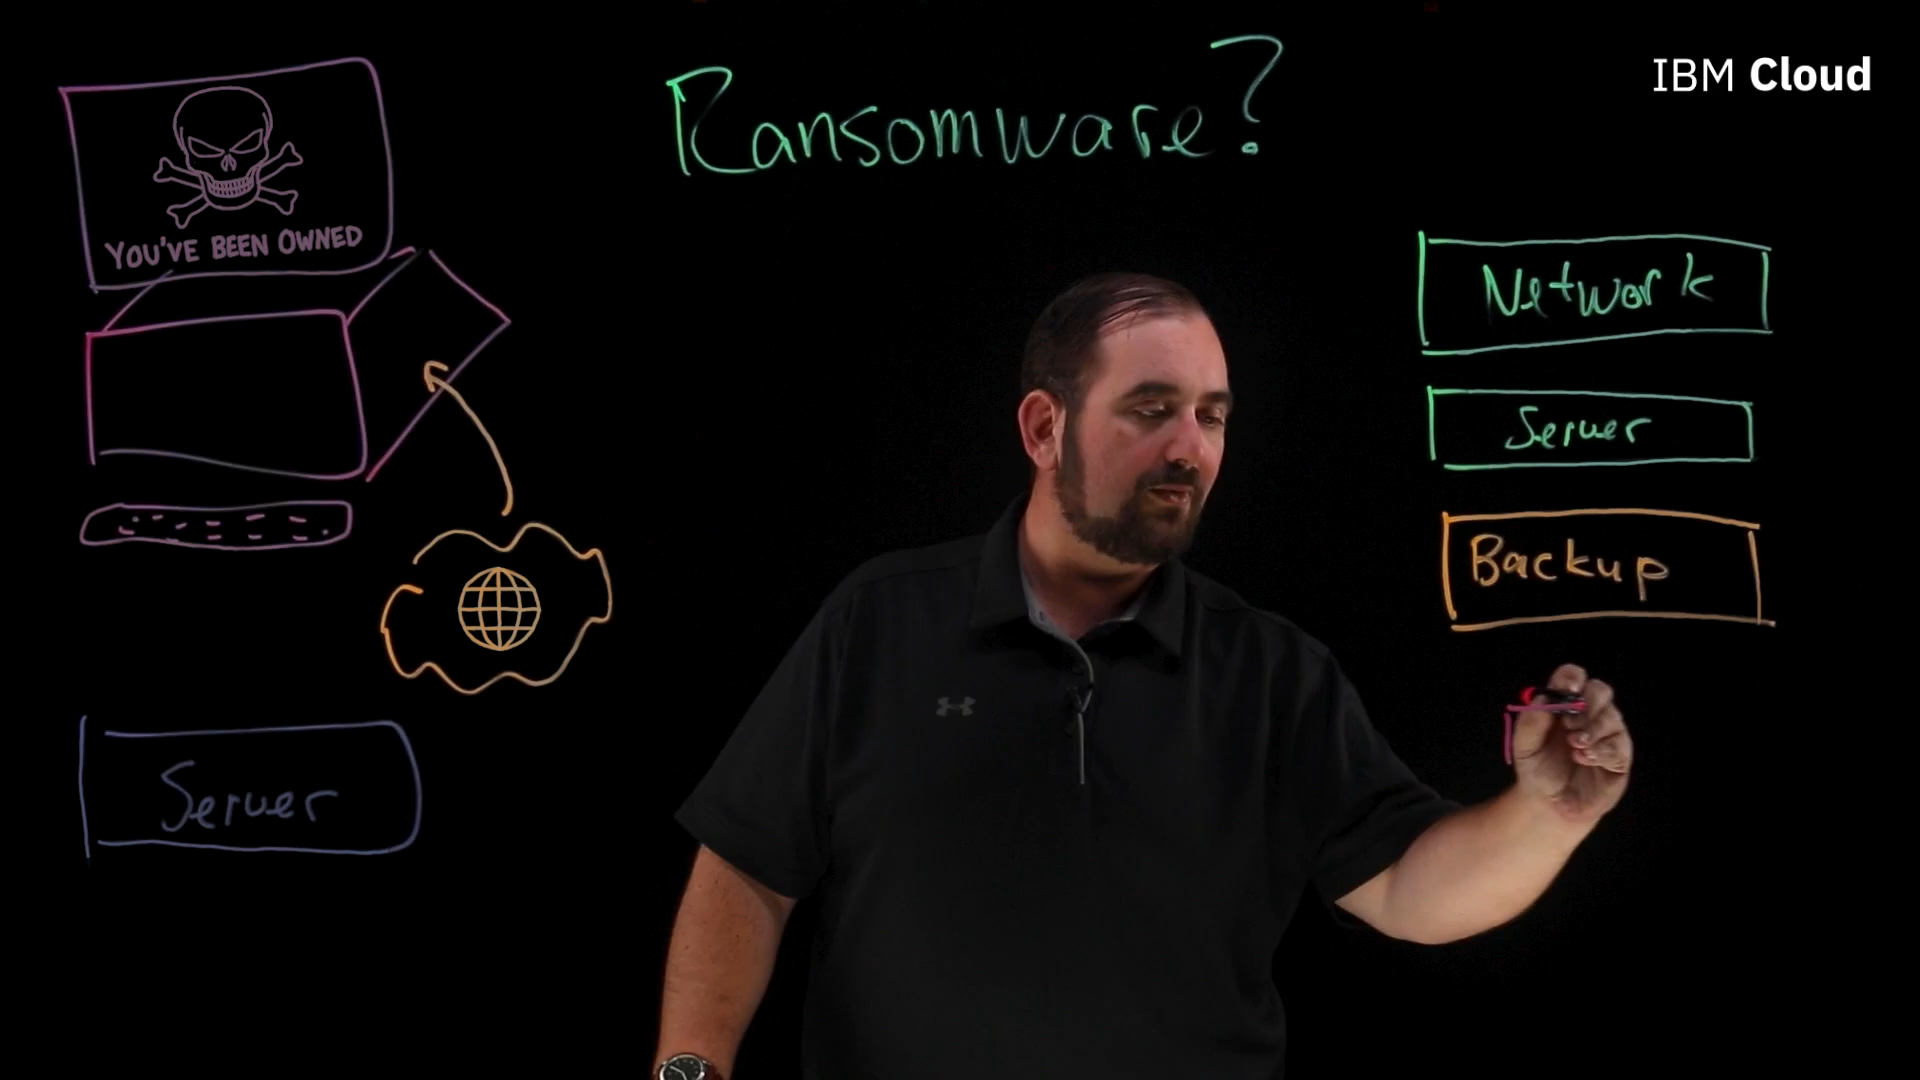 Ransomware?
IBM Cloud
YOU'VE BEEN OWNED
Network
Server
Backup
Server